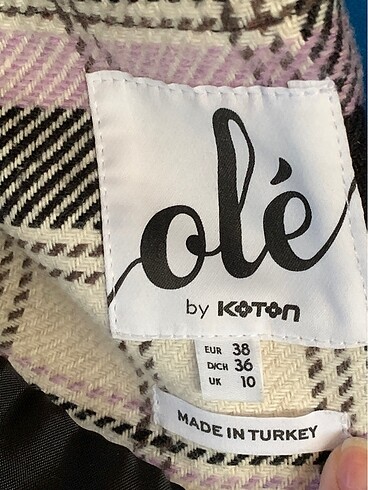 olé
by KOTON
EUR 38
D/CH 36
UK 10
MADE IN TURKEY